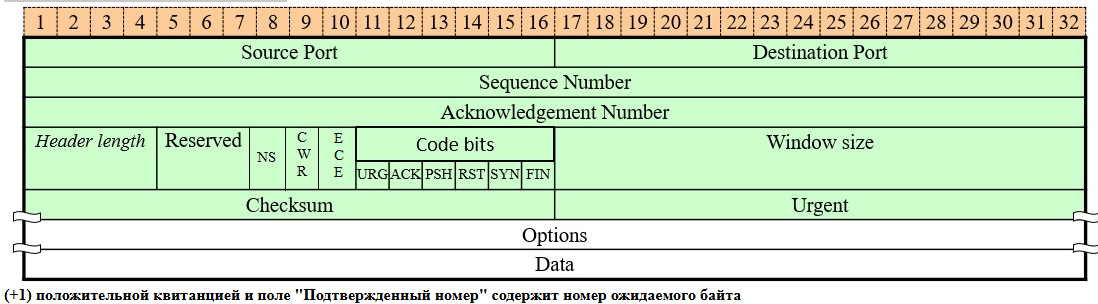 1 2 3 4 5 6 7 8 9 10 11 12 13 14 15 16 17 18 19 20 21 22 23 24 25 26 27 28 29 30 31 32
Source Port Destination Port
Sequence Number
Acknowledgement Number
Header length Reserved NS CWR ECE Code bits Window size
URG ACK PSH RST SYN FIN
Checksum Urgent
Options
Data
(+1) положительной квитанцией и поле "Подтвержденный номер" содержит номер ожидаемого байта